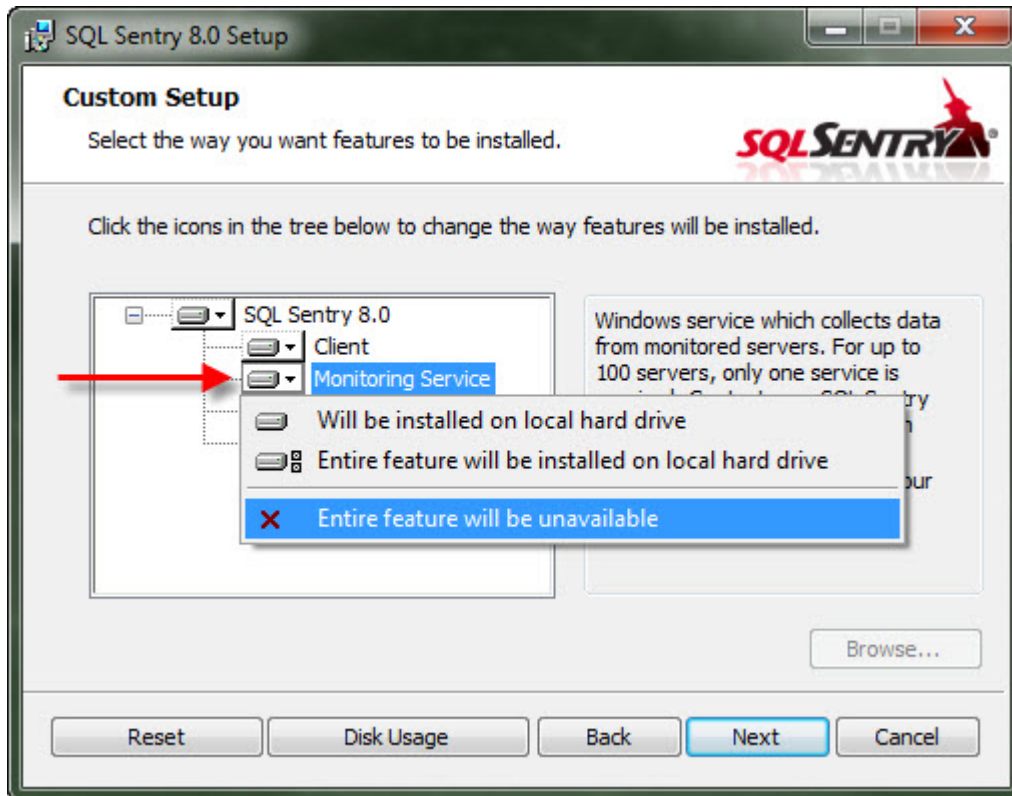 SQL Sentry 8.0 Setup
Custom Setup
Select the way you want features to be installed.
SQLSENTRY
Click the icons in the tree below to change the way features will be installed.
SQL Sentry 8.0
Client
Monitoring Service
Will be installed on local hard drive
Entire feature will be installed on local hard drive
Entire feature will be unavailable
Windows service which collects data
from monitored servers. For up to
100 servers, only one service is
Browse...
Reset
Disk Usage
Back
Next
Cancel